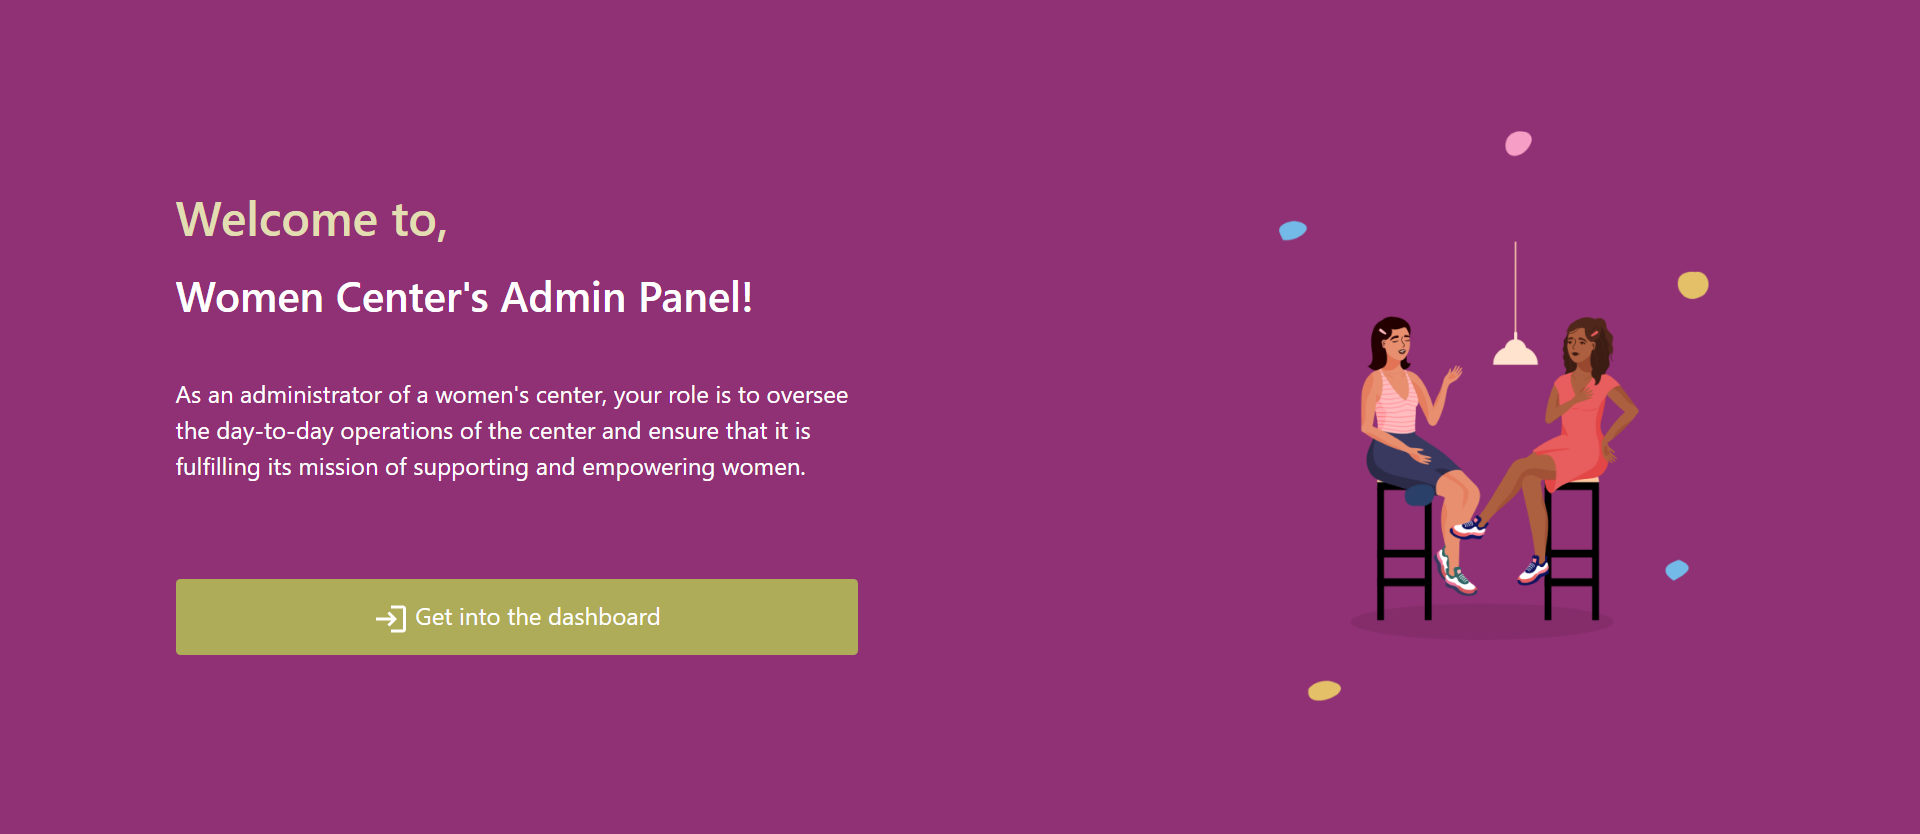 Welcome to,
Women Center's Admin Panel!
As an administrator of a women's center, your role is to oversee
the day-to-day operations of the center and ensure that it is
fulfilling its mission of supporting and empowering women.
Get into the dashboard